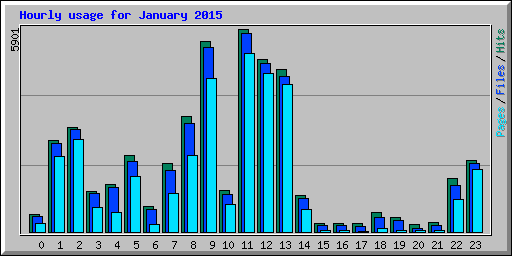 Hourly usage for January 2015
5901
Pages/Files/Hits
0 1 2 3 4 5 6 7 8 9 10 11 12 13 14 15 16 17 18 19 20 21 22 23